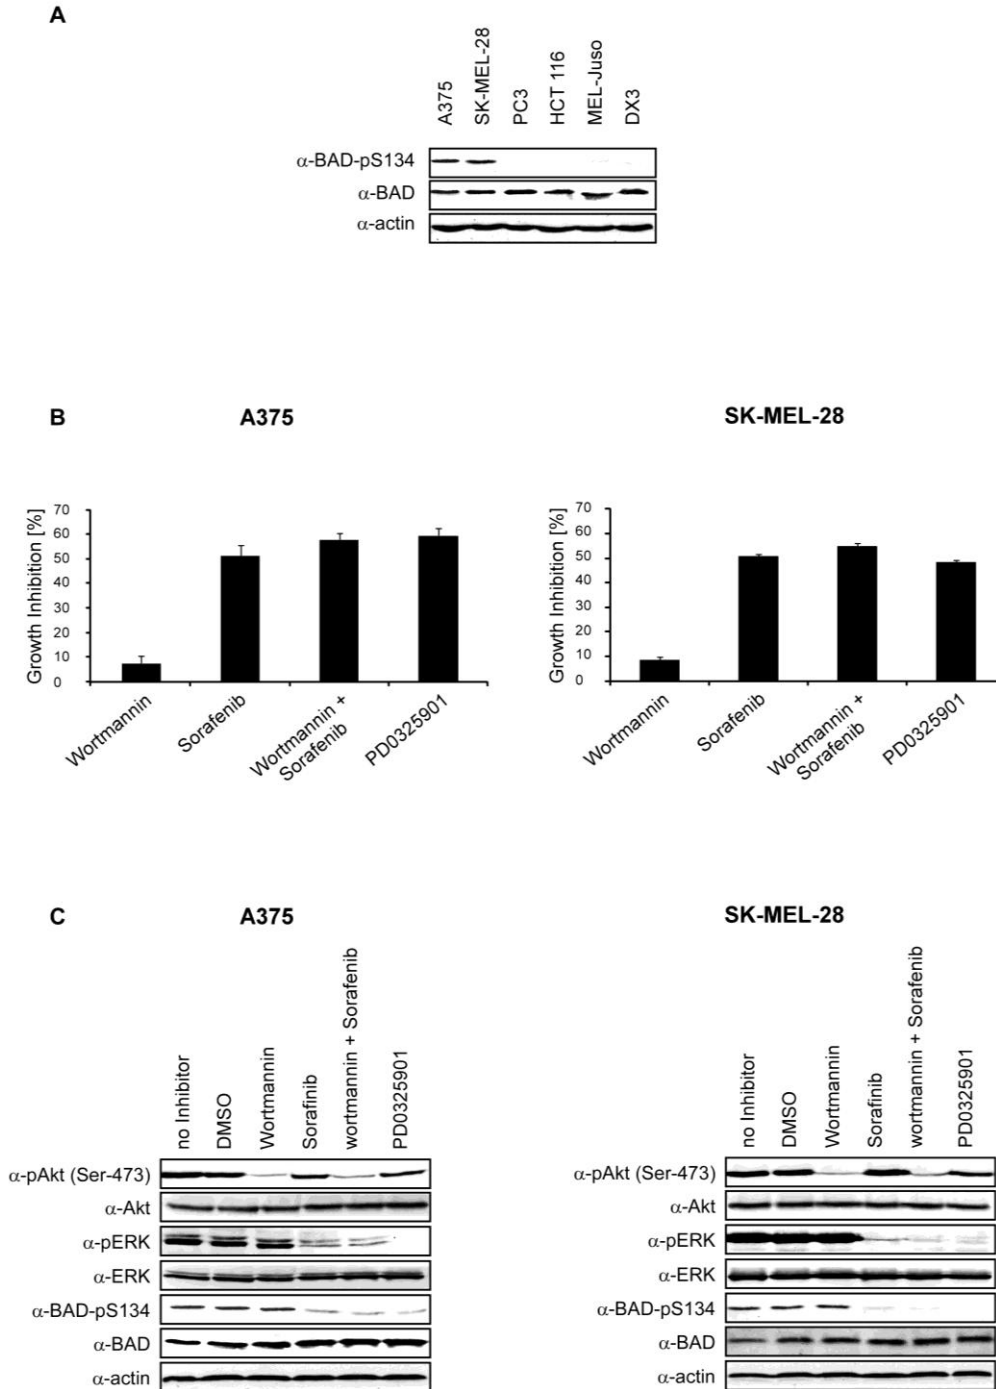 A
A375
SK-MEL-28
PC3
HCT 116
MEL-Juso
DX3
α-BAD-pS134
α-BAD
α-actin
B
A375
SK-MEL-28
Growth Inhibition [%]
70
60
50
40
30
20
10
0
Wortmannin
Sorafenib
Wortmannin +
Sorafenib
PD0325901
Growth Inhibition [%]
70
60
50
40
30
20
10
0
Wortmannin
Sorafenib
Wortmannin +
Sorafenib
PD0325901
C
A375
SK-MEL-28
no Inhibitor
DMSO
Wortmannin
Sorafinib
wortmannin + Sorafenib
PD0325901
α-pAkt (Ser-473)
α-Akt
α-pERK
α-ERK
α-BAD-pS134
α-BAD
α-actin
no Inhibitor
DMSO
Wortmannin
Sorafinib
wortmannin + Sorafenib
PD0325901
α-pAkt (Ser-473)
α-Akt
α-pERK
α-ERK
α-BAD-pS134
α-BAD
α-actin